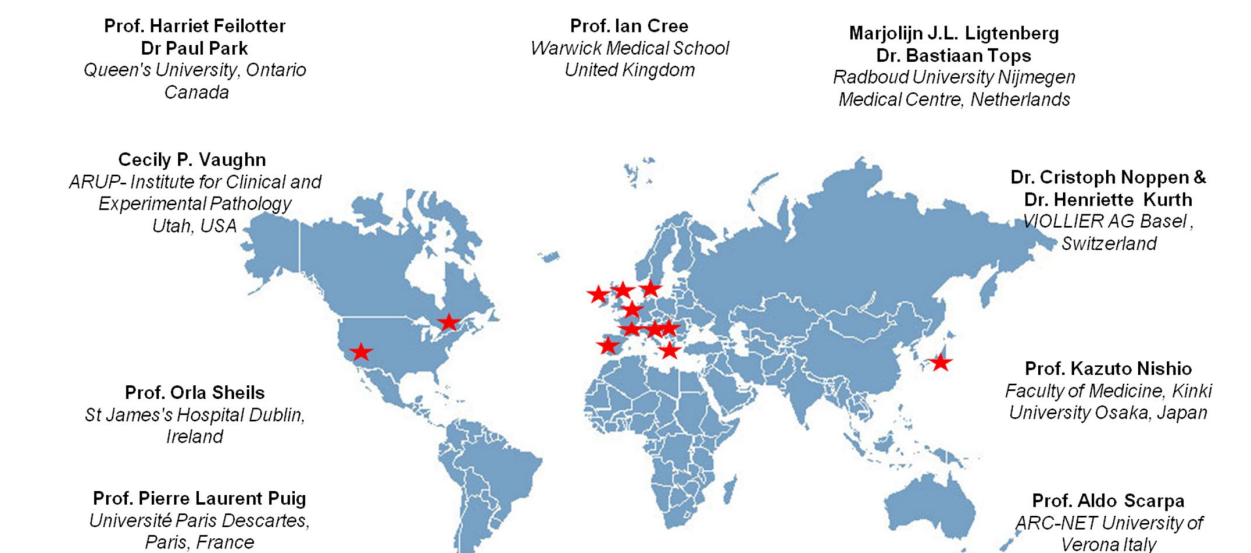 Prof. Harriet Feilotter
Dr Paul Park
Queen's University, Ontario
Canada
Prof. Ian Cree
Warwick Medical School
United Kingdom
Marjolijn J.L. Ligtenberg
Dr. Bastiaan Tops
Radboud University Nijmegen
Medical Centre, Netherlands
Cecily P. Vaughn
ARUP- Institute for Clinical and
Experimental Pathology
Utah, USA
Dr. Cristoph Noppen &
Dr. Henriette Kurth
VIOLLIER AG Basel ,
Switzerland
Prof. Orla Sheils
St James's Hospital Dublin,
Ireland
Prof. Kazuto Nishio
Faculty of Medicine, Kinki
University Osaka, Japan
Prof. Pierre Laurent Puig
Université Paris Descartes,
Paris, France
Prof. Aldo Scarpa
ARC-NET University of
Verona Italy